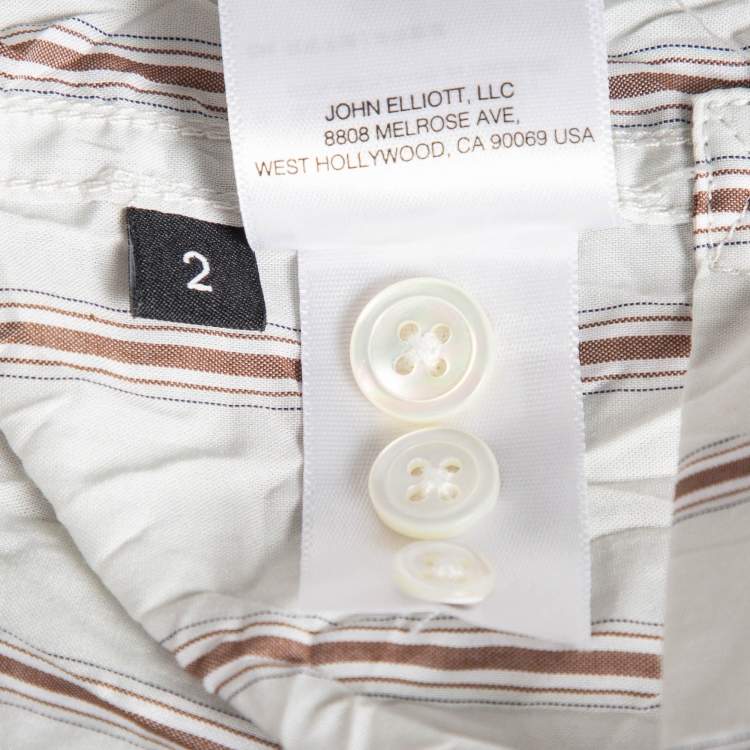 JOHN ELLIOTT, LLC
8808 MELROSE AVE,
WEST HOLLYWOOD, CA 90069 USA
2